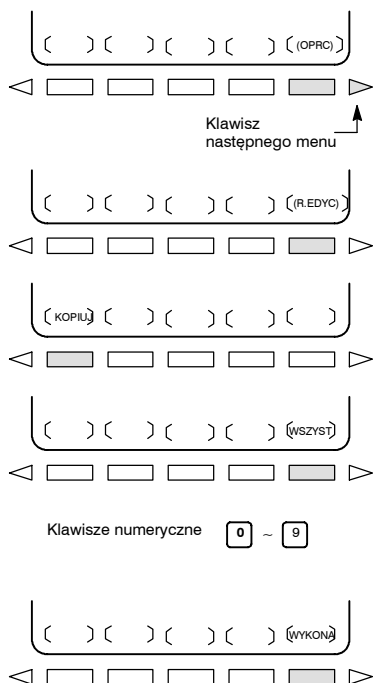 (OPRC)
Klawisz
następnego menu
(R.EDYC)
KOPIUJ
WSZYST
Klawisze numeryczne 0 ~ 9
WYKONA